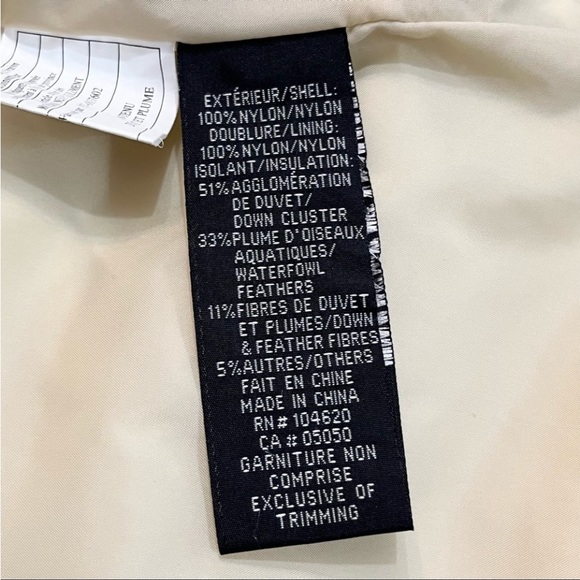 EXTÉRIEUR/SHELL:
100%NYLON/NYLON
DOUBLURE/LINING:
100%NYLON/NYLON
ISOLANT/INSULATION:
51%AGGLOMÉRATION
DE DUVET/
DOWN CLUSTER
33%PLUME D'OISEAUX
AQUATIQUES/
WATERFOWL
FEATHERS
11%FIBRES DE DUVET
ET PLUMES/DOWN
& FEATHER FIBRES
5%AUTRES/OTHERS
FAIT EN CHINE
MADE IN CHINA
RN# 104620
CA# 05050
GARNITURE NON
COMPRISE
EXCLUSIVE OF
TRIMMING
ET PLUME